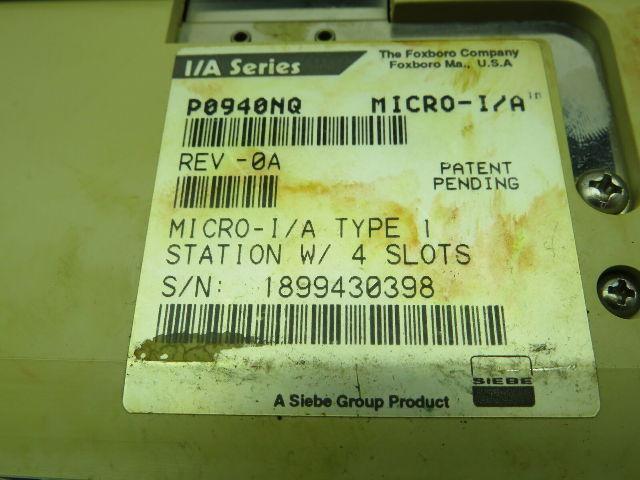 I/A Series
The Foxboro Company
Foxboro Ma., U.S.A
P0940NQ MICRO-I/A
REV -0A
PATENT
PENDING
MICRO-I/A TYPE 1
STATION W/ 4 SLOTS
S/N: 1899430398
SIEBE
A Siebe Group Product